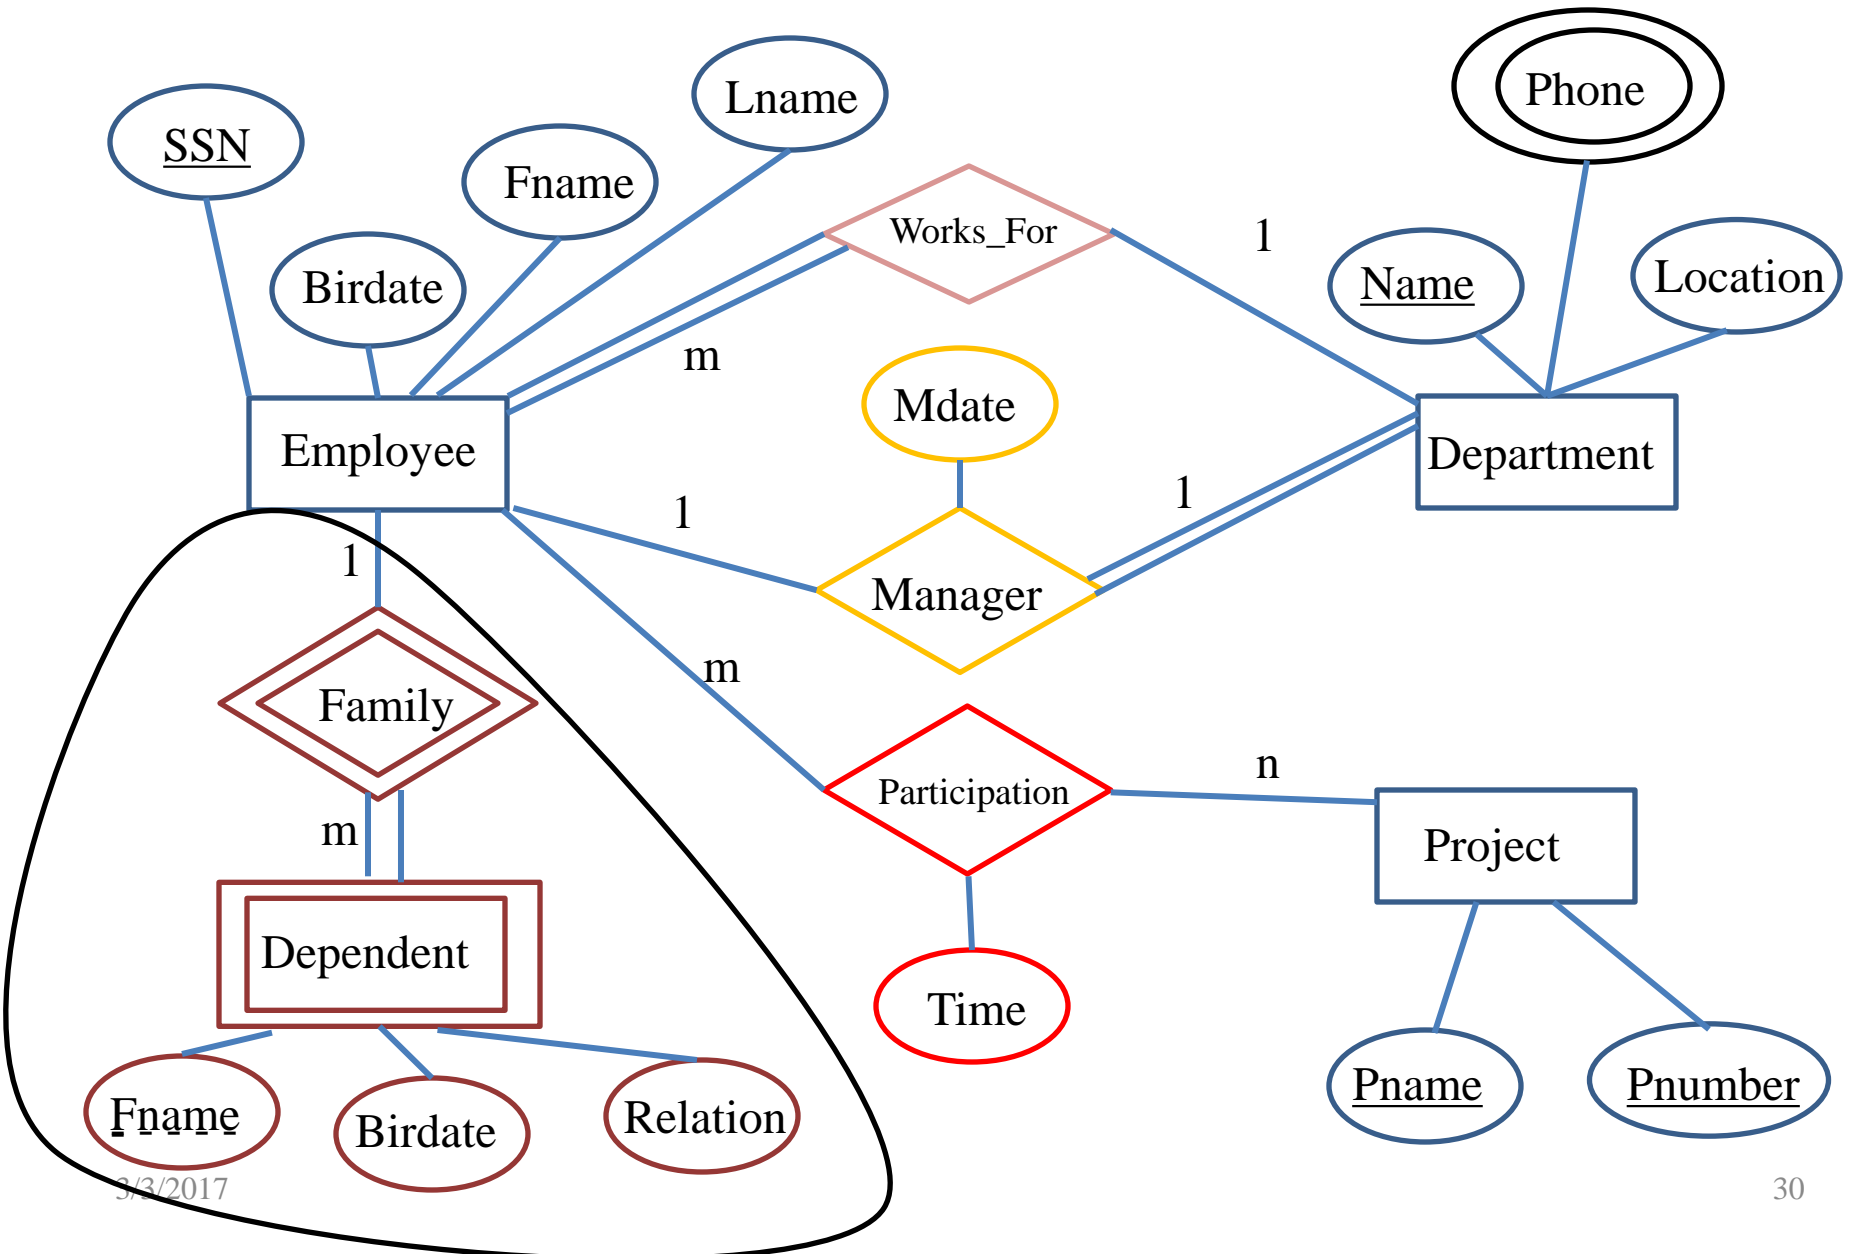 Phone
Lname
SSN
Fname
Works_For
1
Name
Location
Birdate
m
Mdate
Employee
Department
1
1
1
Manager
m
Family
n
Participation
m
Project
Dependent
Time
Pname
Pnumber
Fname
Birdate
Relation
3/3/2017
30